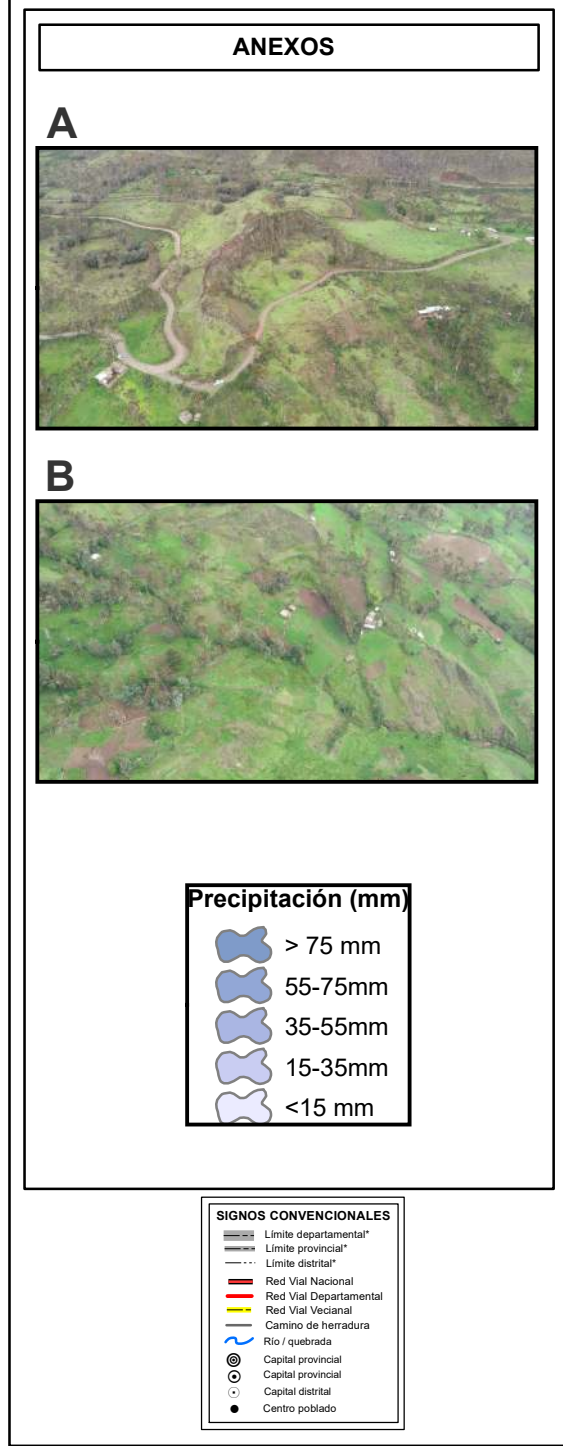 ANEXOS
A
B
Precipitación (mm)
> 75 mm
55-75mm
35-55mm
15-35mm
<15 mm
SIGNOS CONVENCIONALES
Límite departamental*
Límite provincial*
Límite distrital*
Red Vial Nacional
Red Vial Departamental
Red Vial Vecianal
Camino de herradura
Río / quebrada
Capital provincial
Capital provincial
Capital distrital
Centro poblado